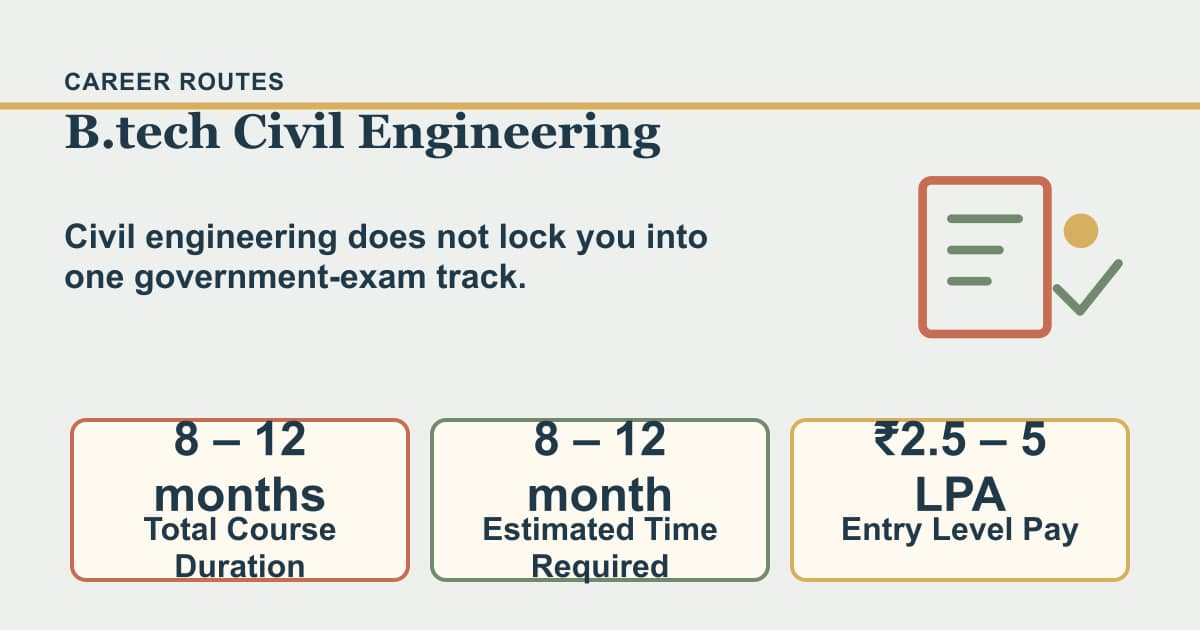 CAREER ROUTES
B.tech Civil Engineering
Civil engineering does not lock you into
one government-exam track.
8 – 12
months
Total Course
Duration
8 – 12
month
Estimated Time
Required
₹2.5 – 5
LPA
Entry Level Pay